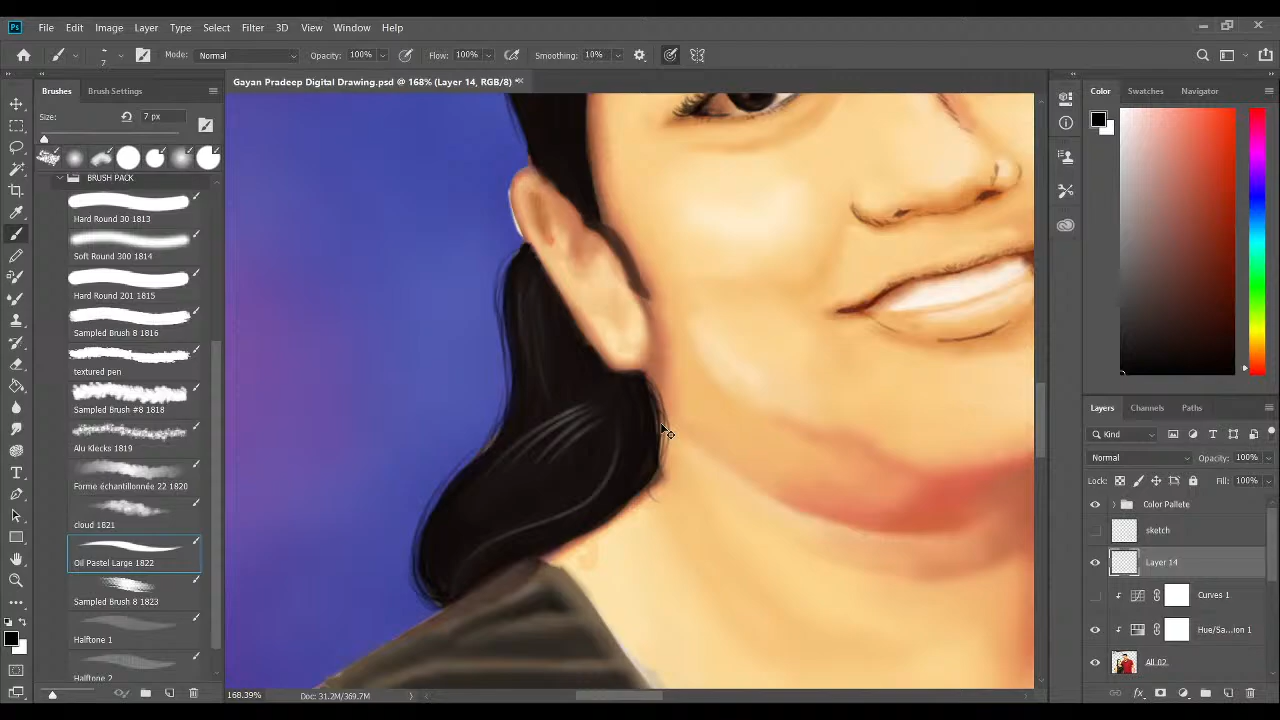 Ps File Edit Image Layer Type Select Filter 3D View Window Help
7 Mode: Normal Opacity: 100% Flow: 100% Smoothing: 10%
Brushes Brush Settings
Gayan Pradeep Digital Drawing.psd @ 168% (Layer 14, RGB/8) *
Color Swatches Navigator
Size: 7 px
BRUSH PACK
Hard Round 30 1813
Soft Round 300 1814
Hard Round 201 1815
Sampled Brush 8 1816
textured pen
Sampled Brush #8 1818
Alu Klecks 1819
Forme échantillonnée 22 1820
cloud 1821
Oil Pastel Large 1822
Sampled Brush 8 1823
Halftone 1
Halftone 2
Layers Channels Paths
Kind
Normal Opacity: 100%
Lock: Fill: 100%
Color Pallete
sketch
Layer 14
Curves 1
Hue/Sa...ion 1
All 02
168.39% Doc: 31.2M/369.7M
fx